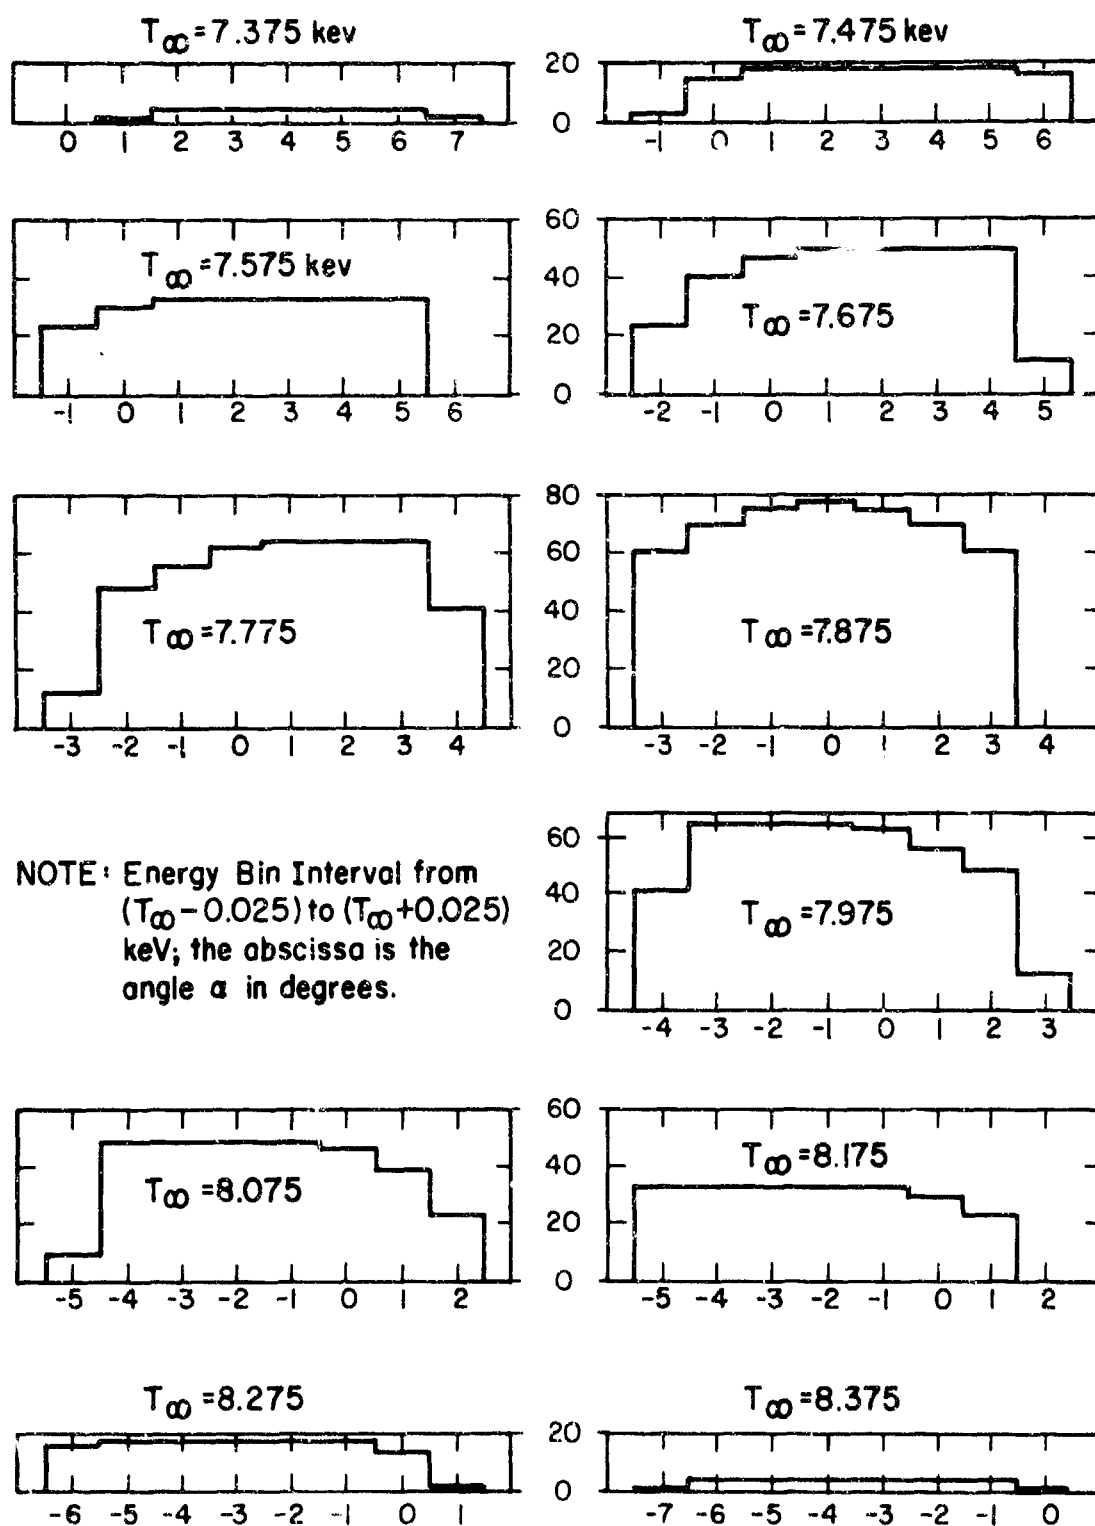 T∞=7.375 kev
T∞=7.475 kev
20
0
0 1 2 3 4 5 6 7
-1 0 1 2 3 4 5 6
60
40
20
0
T∞=7.575 kev
T∞=7.675
-1 0 1 2 3 4 5 6
-2 -1 0 1 2 3 4 5
80
60
40
20
0
T∞=7.775
T∞=7.875
-3 -2 -1 0 1 2 3 4
-3 -2 -1 0 1 2 3 4
NOTE: Energy Bin Interval from
(T∞-0.025) to (T∞+0.025)
keV; the abscissa is the
angle α in degrees.
60
40
20
0
T∞=7.975
-4 -3 -2 -1 0 1 2 3
60
40
20
0
T∞=8.075
T∞=8.175
-5 -4 -3 -2 -1 0 1 2
-5 -4 -3 -2 -1 0 1 2
T∞=8.275
T∞=8.375
20
0
-6 -5 -4 -3 -2 -1 0 1
-7 -6 -5 -4 -3 -2 -1 0